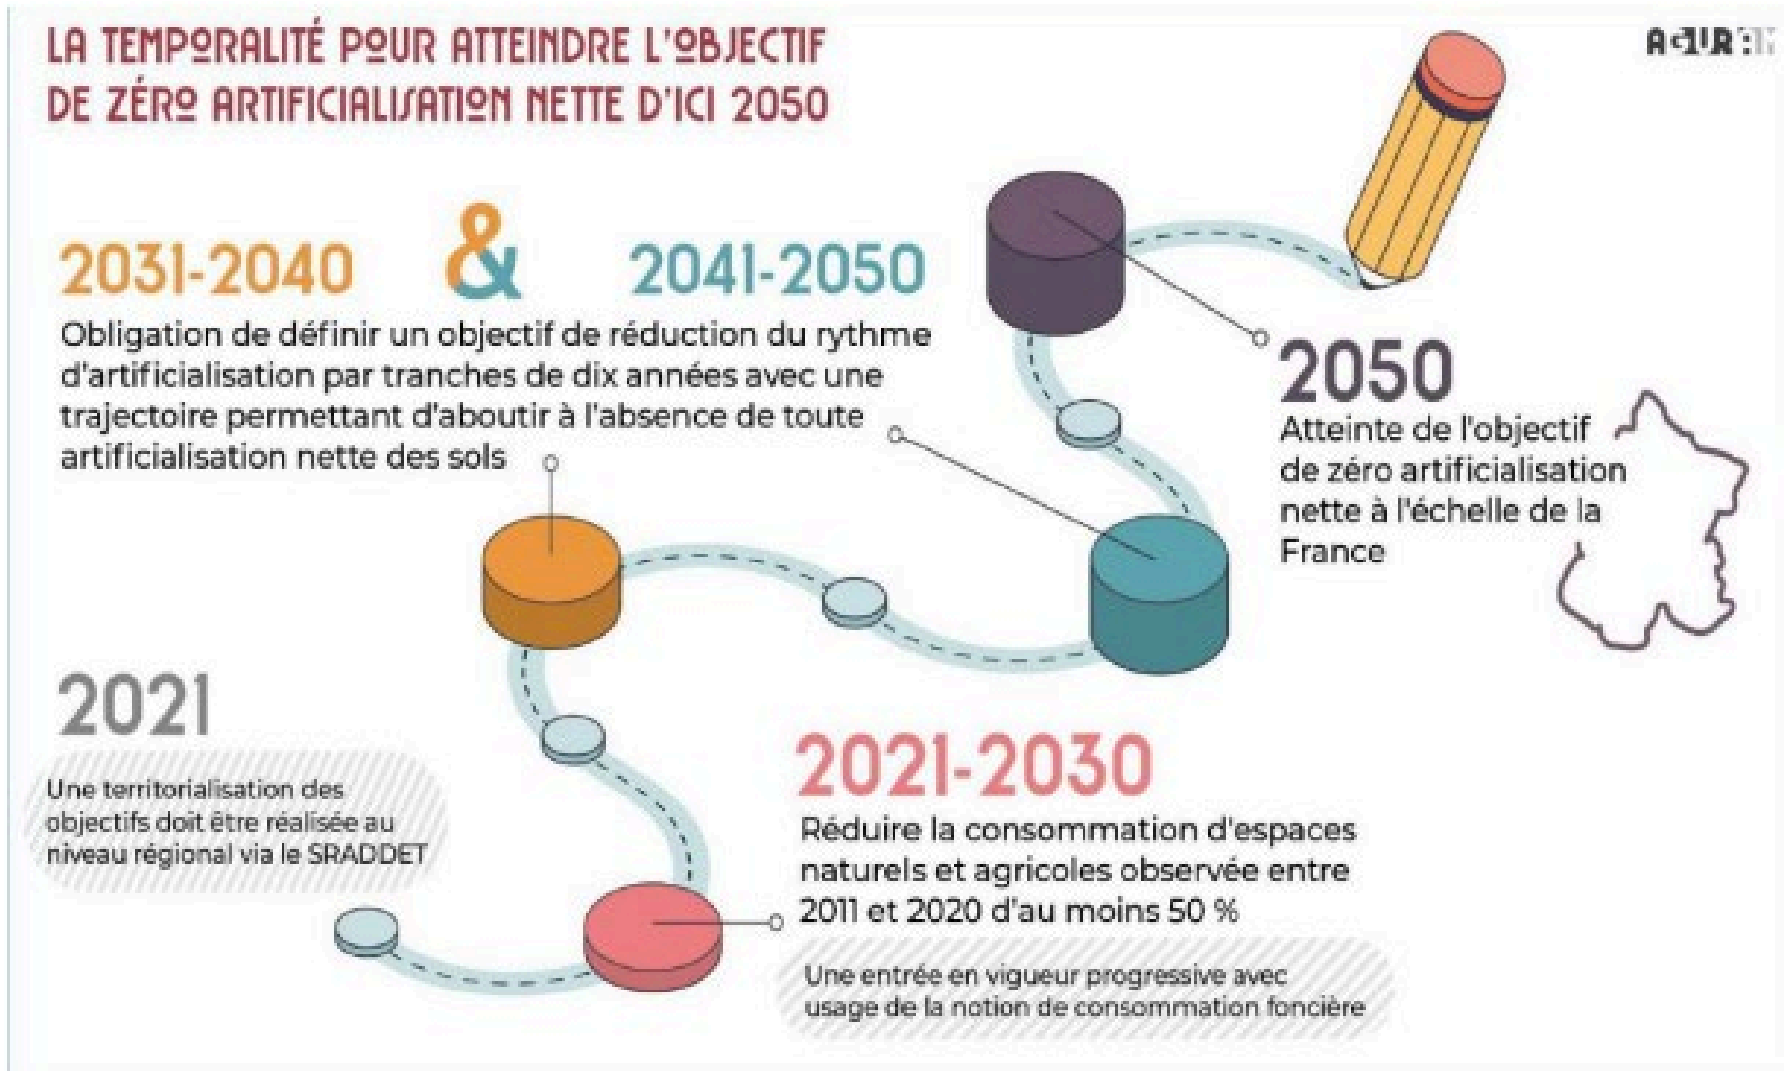 LA TEMPORALITÉ POUR ATTEINDRE L'OBJECTIF
DE ZÉRO ARTIFICIALISATION NETTE D'ICI 2050
2031-2040 & 2041-2050
Obligation de définir un objectif de réduction du rythme
d'artificialisation par tranches de dix années avec une
trajectoire permettant d'aboutir à l'absence de toute
artificialisation nette des sols
2050
Atteinte de l'objectif
de zéro artificialisation
nette à l'échelle de la
France
2021
Une territorialisation des
objectifs doit être réalisée au
niveau régional via le SRADDET
2021-2030
Réduire la consommation d'espaces
naturels et agricoles observée entre
2011 et 2020 d'au moins 50 %
Une entrée en vigueur progressive avec
usage de la notion de consommation foncière